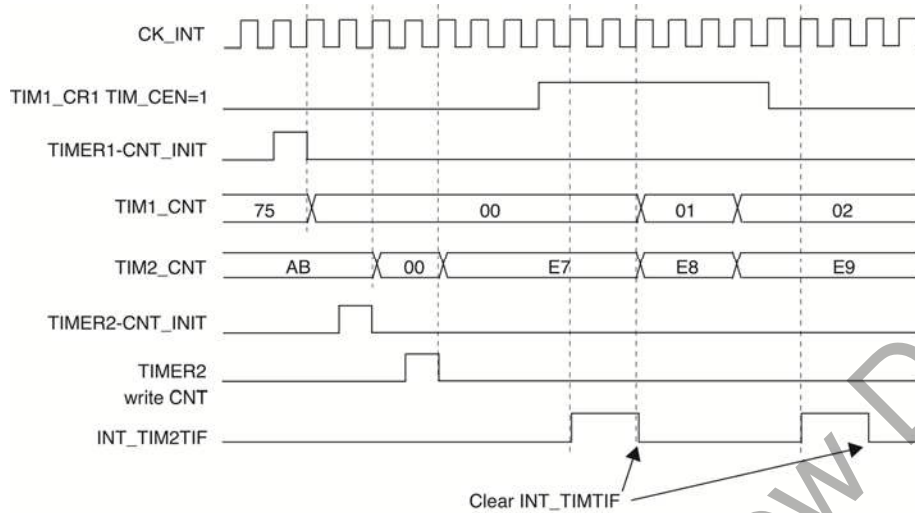 CK_INT
TIM1_CR1 TIM_CEN=1
TIMER1-CNT_INIT
TIM1_CNT 75 00 01 02
TIM2_CNT AB 00 E7 E8 E9
TIMER2-CNT_INIT
TIMER2
write CNT
INT_TIM2TIF
Clear INT_TIMTIF